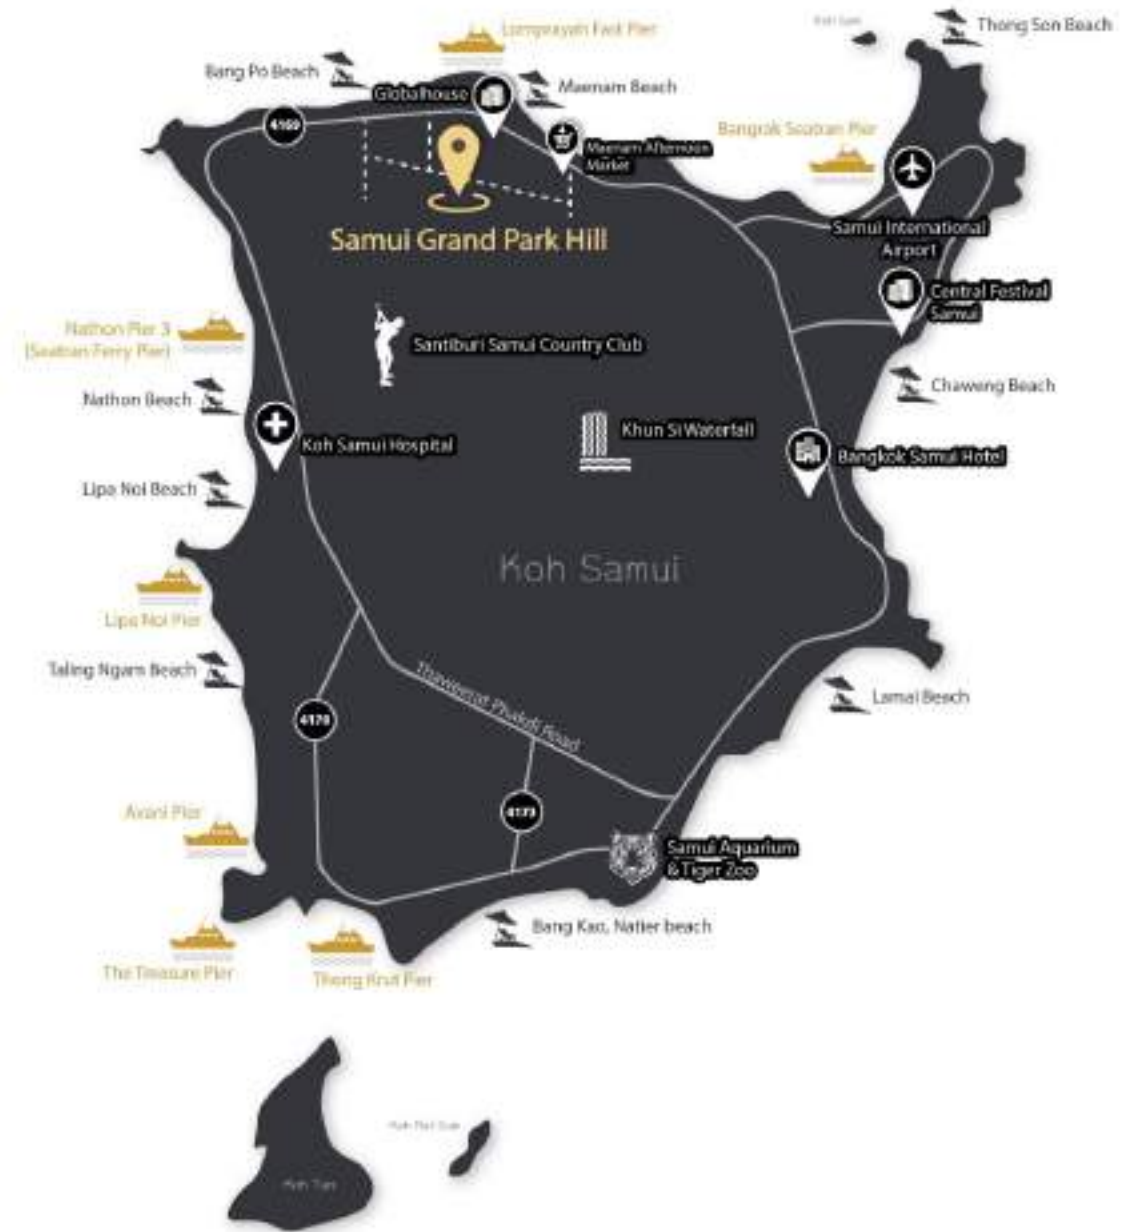 Lomprayah Fast Pier
Thong Son Beach
Bang Po Beach
Globalhouse
Maenam Beach
4169
Maenam Afternoon
Market
Bangkok Seatran Pier
Samui Grand Park Hill
Samui International
Airport
Central Festival
Samui
Nathon Pier 3
(Seatran Ferry Pier)
Santiburi Samui Country Club
Nathon Beach
Chaweng Beach
Koh Samui Hospital
Khun Si Waterfall
Bangkok Samui Hotel
Lipa Noi Beach
Koh Samui
Lipa Noi Pier
Taling Ngam Beach
Lamai Beach
4170
Road
4173
Avani Pier
Samui Aquarium
& Tiger Zoo
Bang Kao, Natier beach
The Treasure Pier
Thong Krut Pier